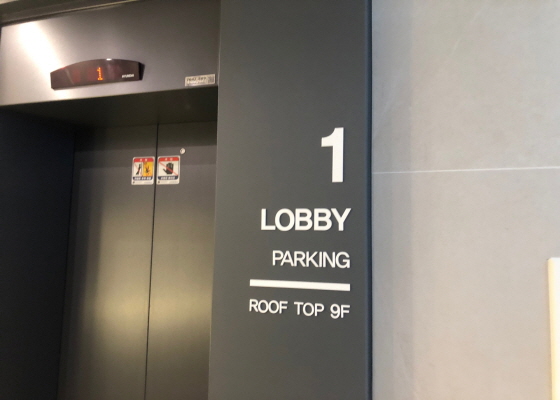 1
1
LOBBY
PARKING
ROOF TOP 9F